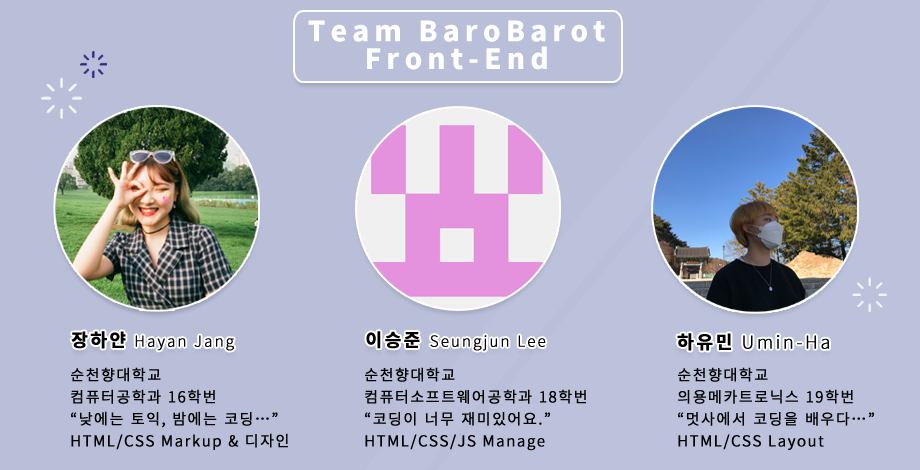 Team BaroBarot
Front-End
장하얀 Hayan Jang
순천향대학교
컴퓨터공학과 16학번
“낮에는 토익, 밤에는 코딩…”
HTML/CSS Markup & 디자인
이승준 Seungjun Lee
순천향대학교
컴퓨터소프트웨어공학과 18학번
“코딩이 너무 재미있어요.”
HTML/CSS/JS Manage
하유민 Umin-Ha
순천향대학교
의용메카트로닉스 19학번
“멋사에서 코딩을 배우다…”
HTML/CSS Layout